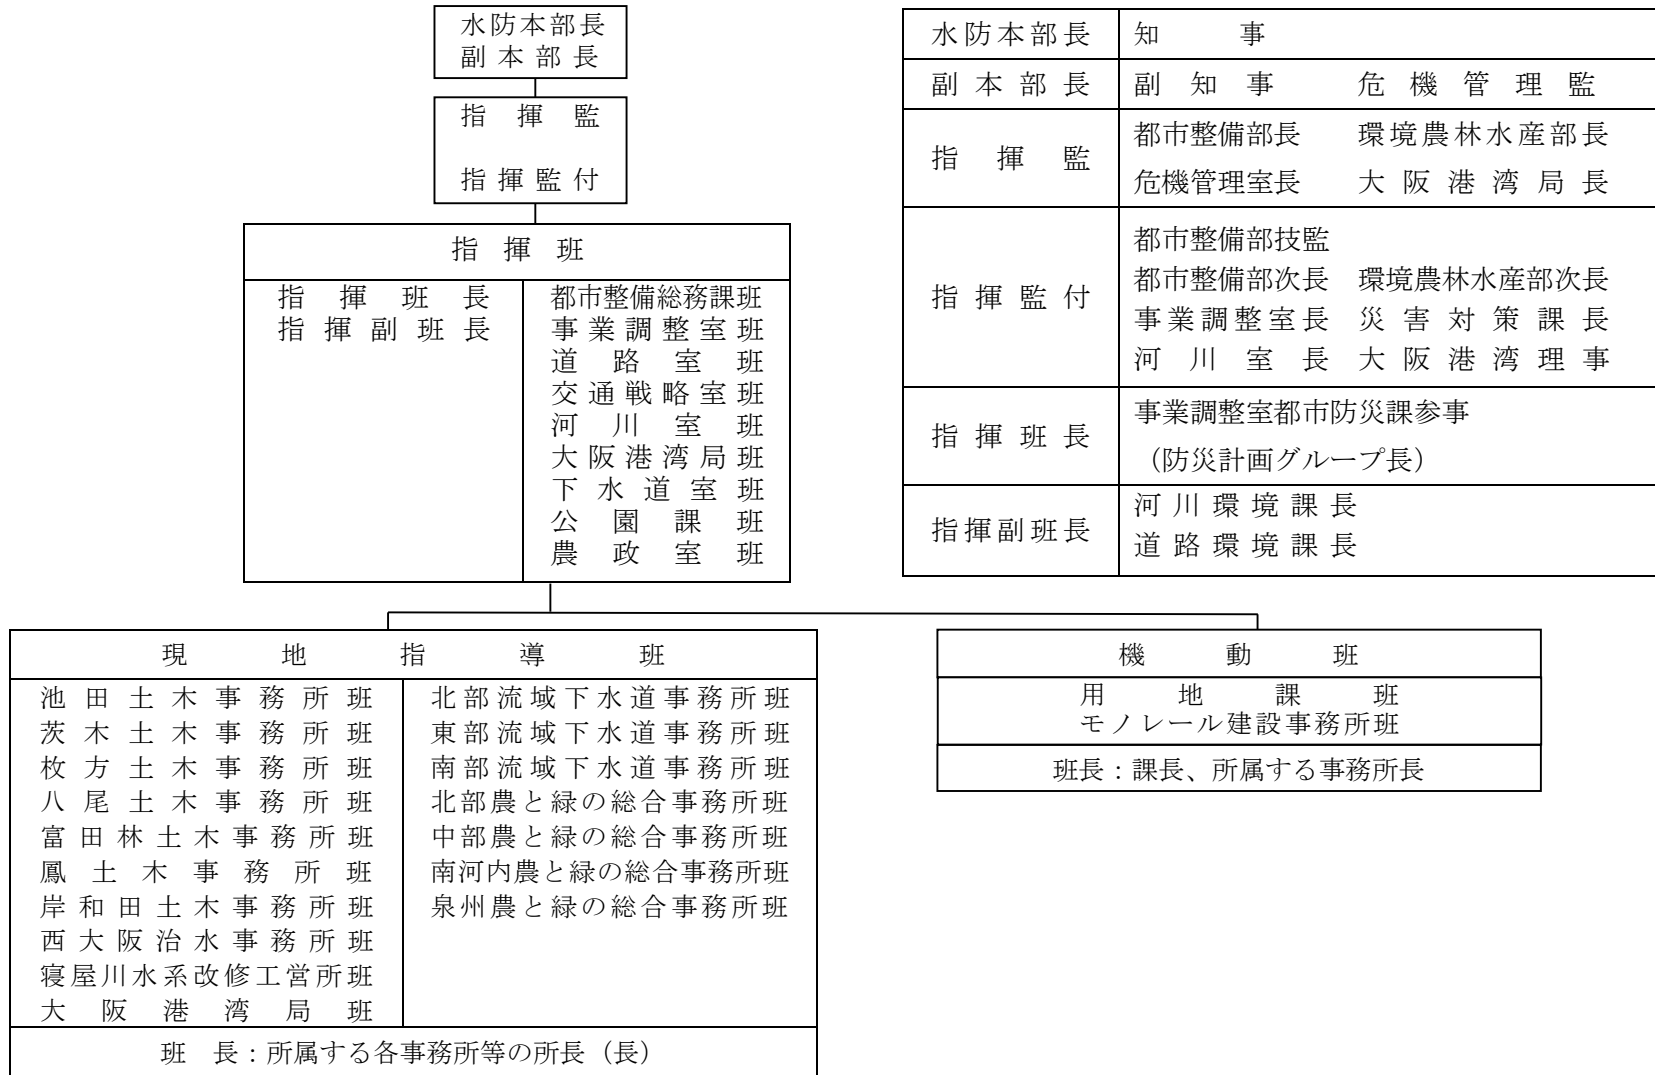 水防本部長
副本部長
指揮監
指揮監付
指揮班
指揮班長
指揮副班長
都市整備総務課班
事業調整室班
道路室班
交通戦略室班
河川室班
大阪港湾局班
下水道室班
公園課班
農政室班
水防本部長 知事
副本部長 副知事 危機管理監
指揮監
都市整備部長 環境農林水産部長
危機管理室長 大阪港湾局長
指揮監付
都市整備部技監
都市整備部次長 環境農林水産部次長
事業調整室長 災害対策課長
河川室長 大阪港湾理事
指揮班長
事業調整室都市防災課参事
（防災計画グループ長）
指揮副班長
河川環境課長
道路環境課長
現地指導班
池田土木事務所班
茨木土木事務所班
枚方土木事務所班
八尾土木事務所班
富田林土木事務所班
鳳土木事務所班
岸和田土木事務所班
西大阪治水事務所班
寝屋川水系改修工営所班
大阪港湾局班
北部流域下水道事務所班
東部流域下水道事務所班
南部流域下水道事務所班
北部農と緑の総合事務所班
中部農と緑の総合事務所班
南河内農と緑の総合事務所班
泉州農と緑の総合事務所班
班長：所属する各事務所等の所長（長）
機動班
用地課班
モノレール建設事務所班
班長：課長、所属する事務所長